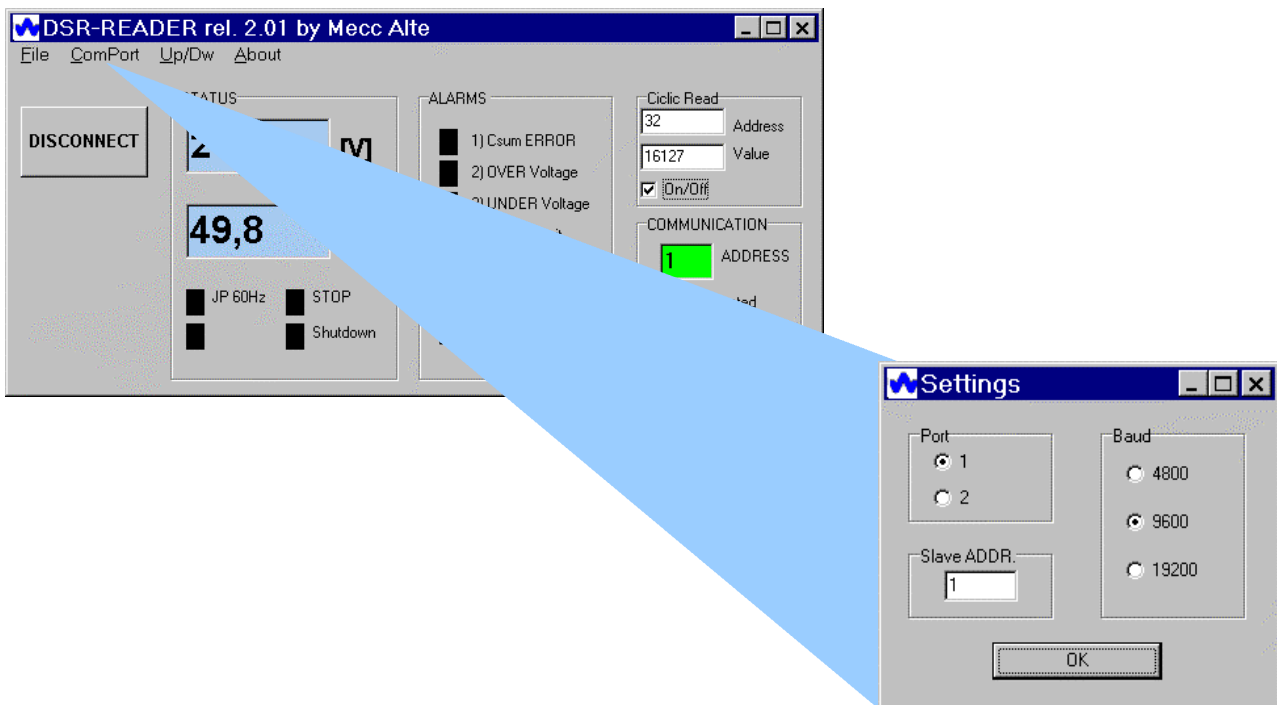 DSR-READER rel. 2.01 by Mecc Alte
File ComPort Up/Dw About
DISCONNECT
[V]
49,8
JP 60Hz STOP
Shutdown
ALARMS
1) Csum ERROR
2) OVER Voltage
UNDER Voltage
Ciclic Read
32 Address
16127 Value
On/Off
COMMUNICATION
1 ADDRESS
Settings
Port
1
2
Slave ADDR.
1
Baud
4800
9600
19200
OK